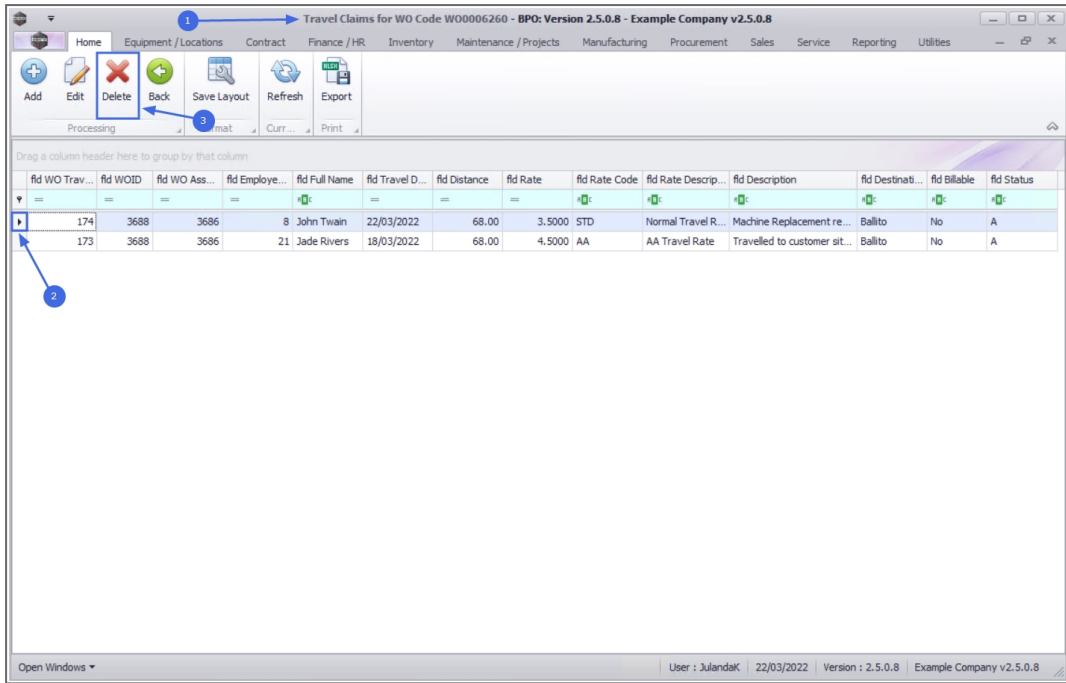 1
Travel Claims for WO Code WO0006260 - BPO: Version 2.5.0.8 - Example Company v2.5.0.8
Home Equipment / Locations Contract Finance / HR Inventory Maintenance / Projects Manufacturing Procurement Sales Service Reporting Utilities
Add Edit Delete Back Save Layout Refresh Export
3
Processing mat Curr ... Print
Drag a column header here to group by that column
fld WO Trav... fld WOID fld WO Ass... fld Employe... fld Full Name fld Travel D... fld Distance fld Rate fld Rate Code fld Rate Descrip... fld Description fld Destinati... fld Billable fld Status
= = = = = = =
174 3688 3686 8 John Twain 22/03/2022 68.00 3.5000 STD Normal Travel R... Machine Replacement re... Ballito No A
173 3688 3686 21 Jade Rivers 18/03/2022 68.00 4.5000 AA AA Travel Rate Travelled to customer sit... Ballito No A
2
Open Windows User : JulandaK 22/03/2022 Version : 2.5.0.8 Example Company v2.5.0.8